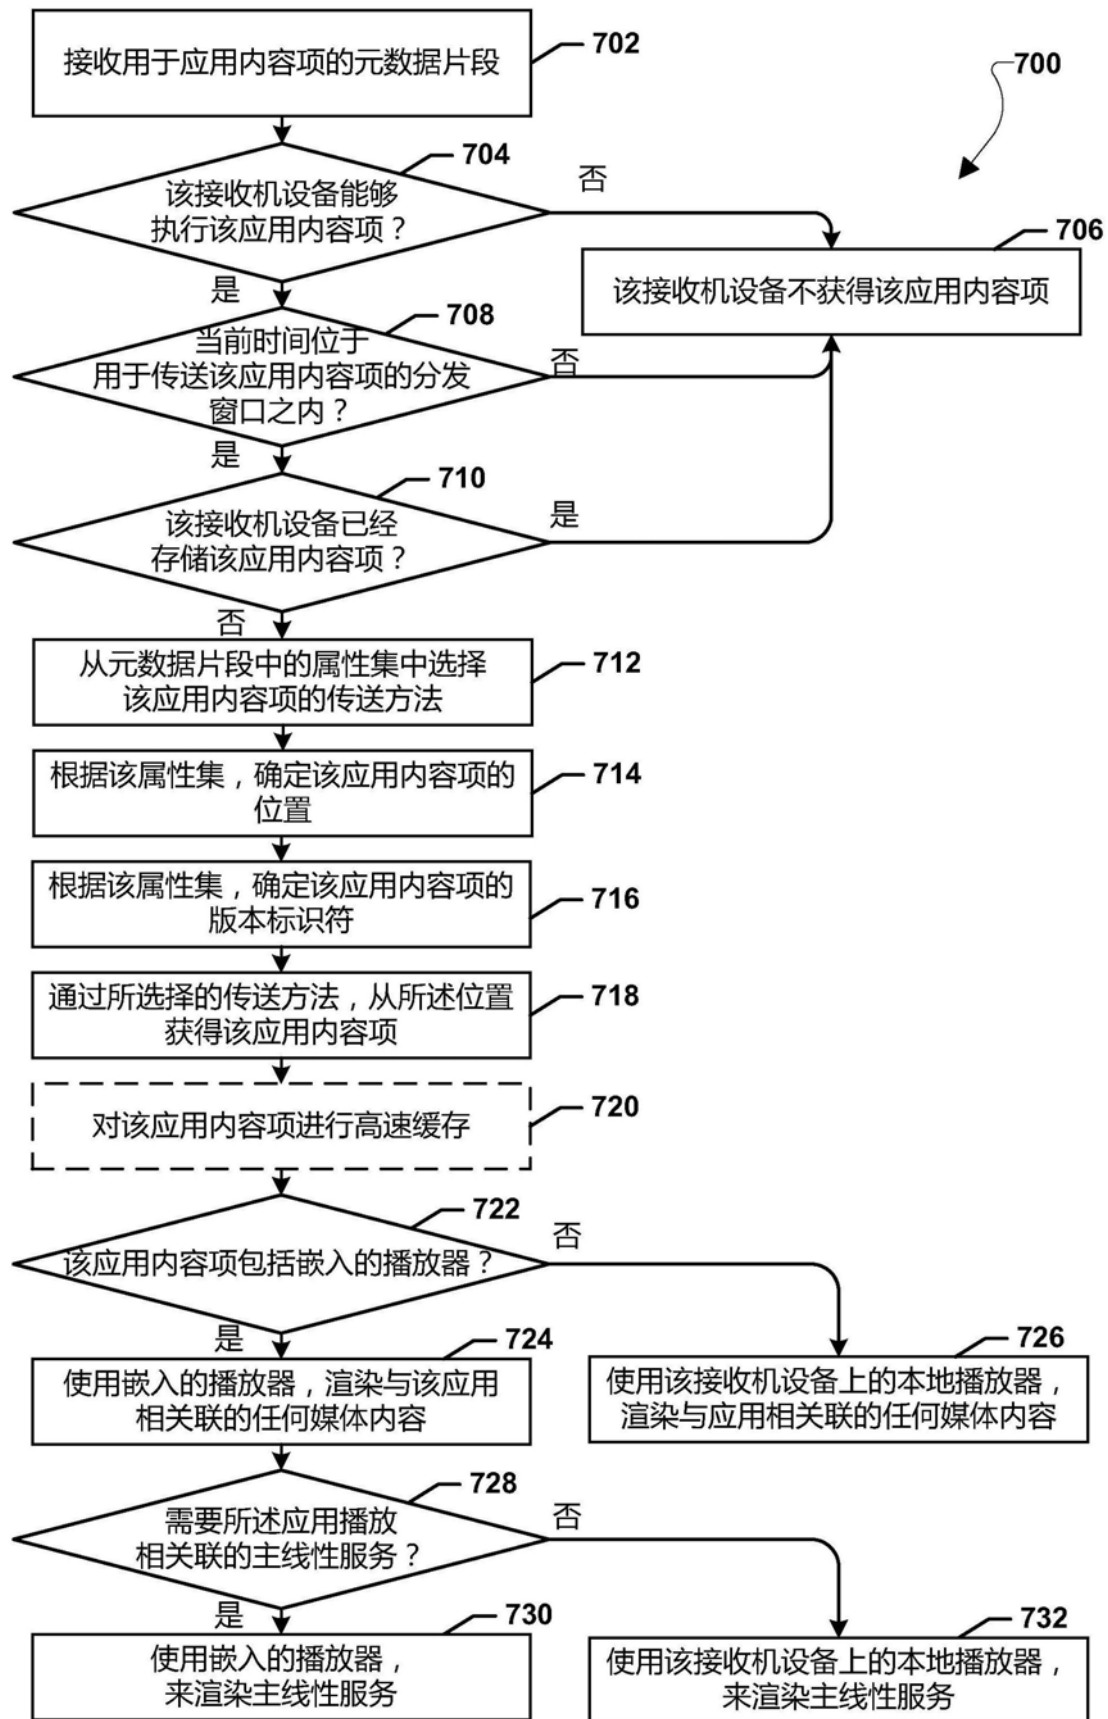 接收用于应用内容项的元数据片段
702
700
704
该接收机设备能够
执行该应用内容项？
否
706
该接收机设备不获得该应用内容项
是
708
当前时间位于
用于传送该应用内容项的分发
窗口之内？
否
是
710
该接收机设备已经
存储该应用内容项？
是
否
从元数据片段中的属性集中选择
该应用内容项的传送方法
712
根据该属性集，确定该应用内容项的
位置
714
根据该属性集，确定该应用内容项的
版本标识符
716
通过所选择的传送方法，从所述位置
获得该应用内容项
718
对该应用内容项进行高速缓存
720
722
该应用内容项包括嵌入的播放器？
否
是
724
使用嵌入的播放器，渲染与该应用
相关联的任何媒体内容
726
使用该接收机设备上的本地播放器，
渲染与应用相关联的任何媒体内容
728
需要所述应用播放
相关联的主线性服务？
否
是
730
使用嵌入的播放器，
来渲染主线性服务
732
使用该接收机设备上的本地播放器，
来渲染主线性服务